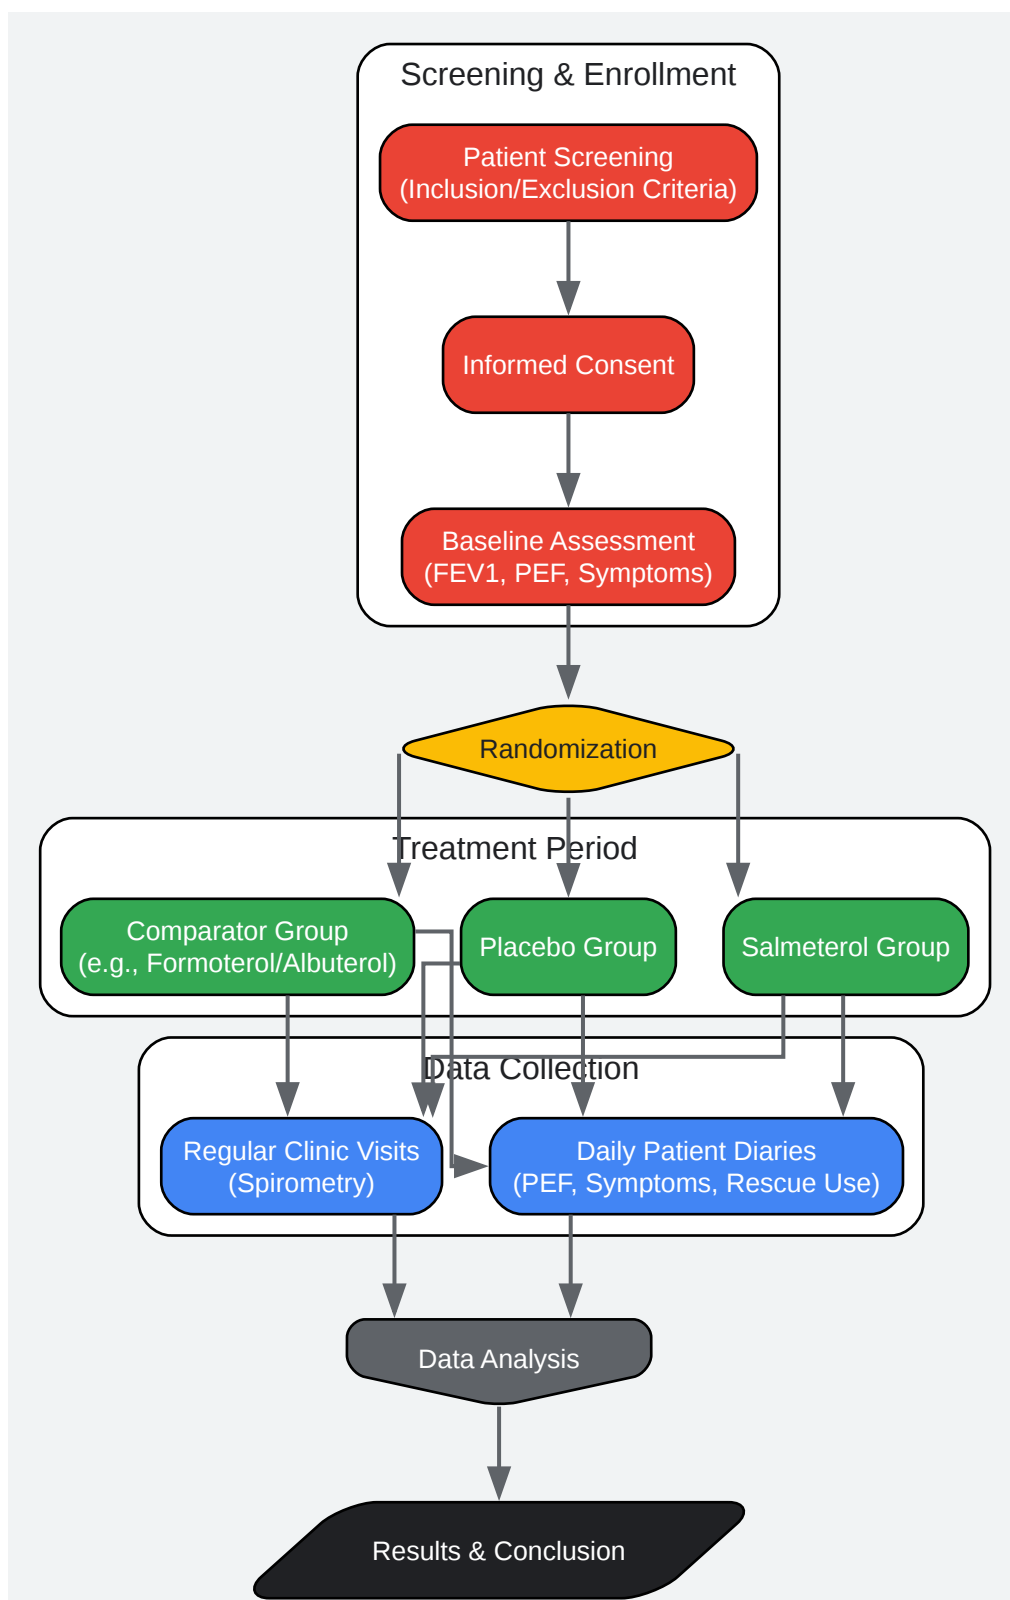 Screening & Enrollment
Patient Screening
(Inclusion/Exclusion Criteria)
Informed Consent
Baseline Assessment
(FEV1, PEF, Symptoms)
Randomization
Treatment Period
Comparator Group
(e.g., Formoterol/Albuterol)
Placebo Group
Salmeterol Group
Data Collection
Regular Clinic Visits
(Spirometry)
Daily Patient Diaries
(PEF, Symptoms, Rescue Use)
Data Analysis
Results & Conclusion